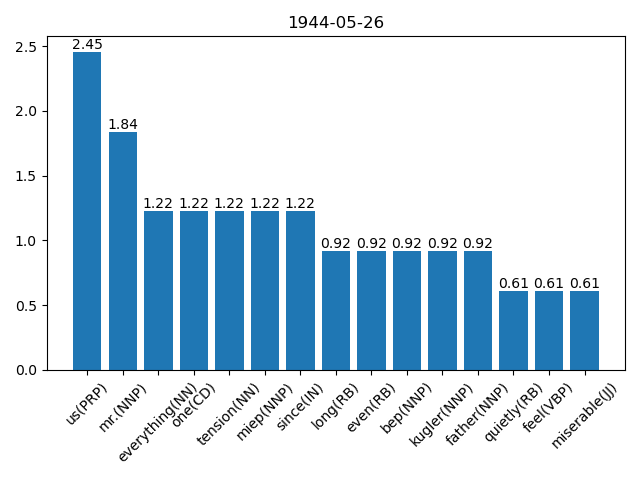 1944-05-26
2.5
2.0
1.5
1.0
0.5
0.0
2.45
1.84
1.22
1.22
1.22
1.22
1.22
0.92
0.92
0.92
0.92
0.92
0.61
0.61
0.61
us(PRP)
mr.(NNP)
everything(NN)
one(CD)
tension(NN)
miep(NNP)
since(IN)
long(RB)
even(RB)
bep(NNP)
kugler(NNP)
father(NNP)
quietly(RB)
feel(VBP)
miserable(JJ)